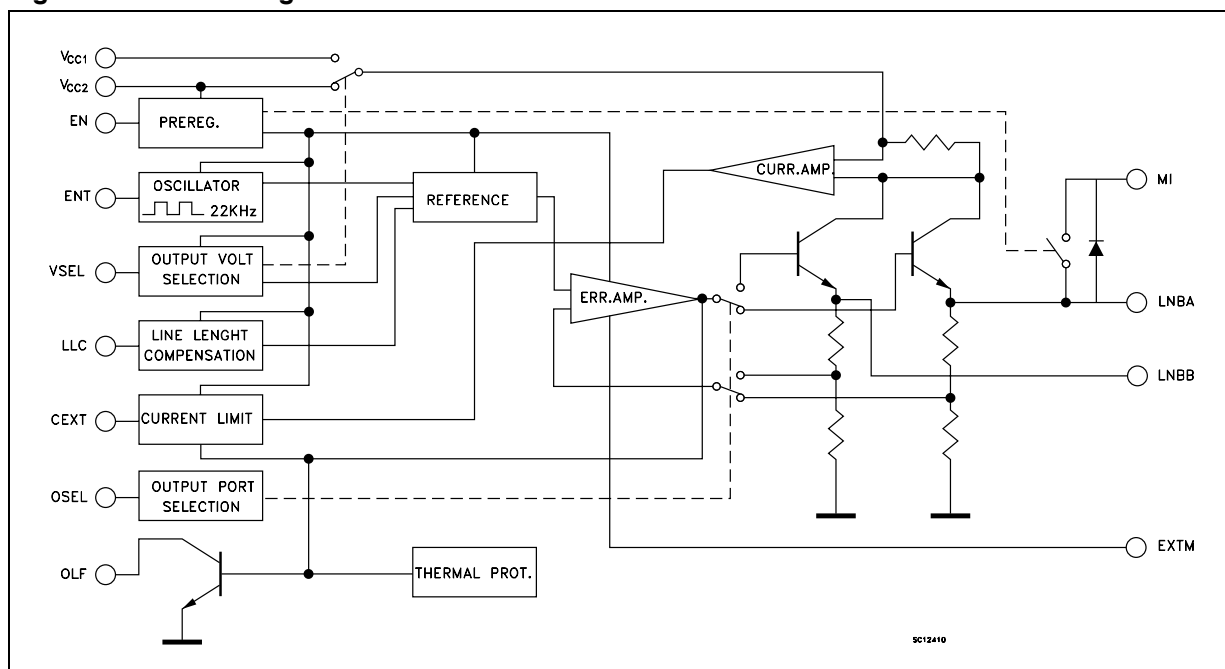 VCC1
VCC2
EN
PREREG.
ENT
OSCILLATOR
22KHz
REFERENCE
CURR.AMP.
MI
VSEL
OUTPUT VOLT
SELECTION
ERR.AMP.
LNBA
LLC
LINE LENGHT
COMPENSATION
LNBB
CEXT
CURRENT LIMIT
OSEL
OUTPUT PORT
SELECTION
OLF
THERMAL PROT.
EXTM
SC12410